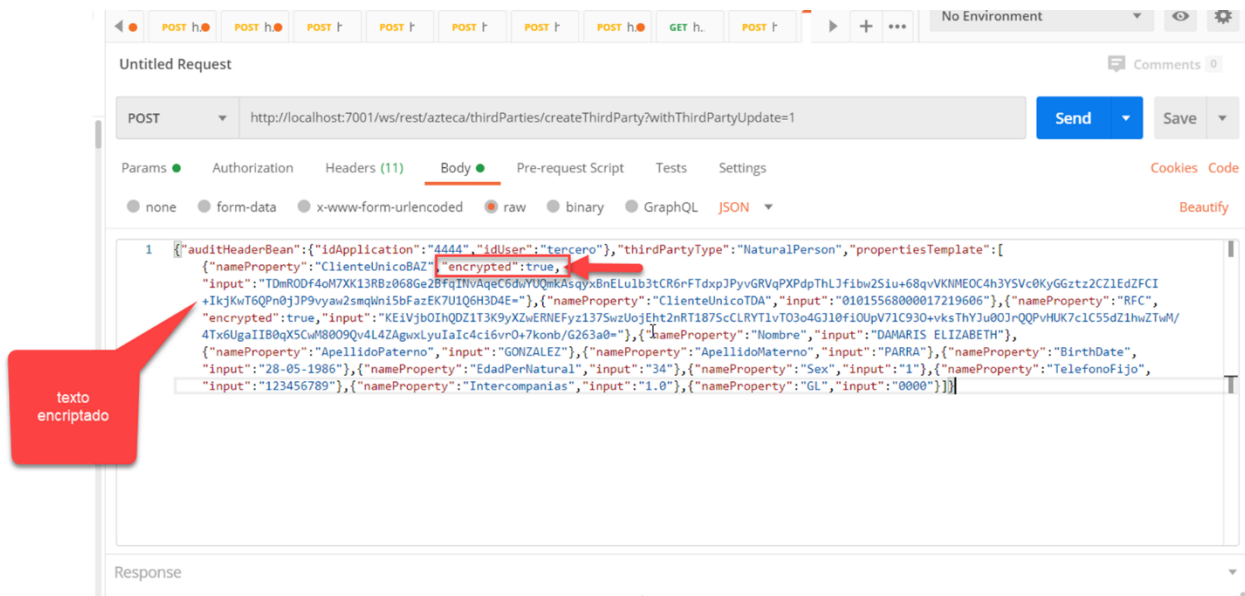 POST h.
POST h.
POST h
POST h
POST h
POST h
POST h.
GET h..
POST h
No Environment
Untitled Request
Comments 0
POST
http://localhost:7001/ws/rest/azteca/thirdParties/createThirdParty?withThirdPartyUpdate=1
Send
Save
Params
Authorization
Headers (11)
Body
Pre-request Script
Tests
Settings
Cookies
Code
none
form-data
x-www-form-urlencoded
raw
binary
GraphQL
JSON
Beautify
1
{"auditHeaderBean":{"idApplication":"4444","idUser":"tercero"},"thirdPartyType":"NaturalPerson","propertiesTemplate":[
{"nameProperty":"ClienteUnicoBAZ","encrypted":true,
"input":"TDmRODf4oM7XK13RBz068Ge2BfqINvAqeC6dwYUQmkAsqyxBnELulb3tCR6rFTdxpJPyvGRVqPXPdpThLJfibw2Siu+68qvVKNMEOC4h3YSVc0KyGGztz2CZlEdZFCI
+IkjKwT6QPn0jJP9vyaw2smqWni5bFazEK7U1Q6H3D4E="},{"nameProperty":"ClienteUnicoTDA","input":"01015568000017219606"},{"nameProperty":"RFC",
"encrypted":true,"input":"KEiVjbOIhQDZ1T3K9yXZwERNEFyz137SwzUojEht2nRT187ScCLRYTlvTO3o4GJl0fiOUpV7lC93O+vksThYJu0OJrQQPvHUK7clC55dZ1hwZTwM/
4Tx6UgaIIB0qX5CwM80O9Qv4L4ZAgwxLyuIaIc4ci6vrO+7konb/G263a0="},{"nameProperty":"Nombre","input":"DAMARIS ELIZABETH"},
{"nameProperty":"ApellidoPaterno","input":"GONZALEZ"},{"nameProperty":"ApellidoMaterno","input":"PARRA"},{"nameProperty":"BirthDate",
"input":"28-05-1986"},{"nameProperty":"EdadPerNatural","input":"34"},{"nameProperty":"Sex","input":"1"},{"nameProperty":"TelefonoFijo",
"input":"123456789"},{"nameProperty":"Intercompanias","input":"1.0"},{"nameProperty":"GL","input":"0000"}]}
texto
encriptado
Response